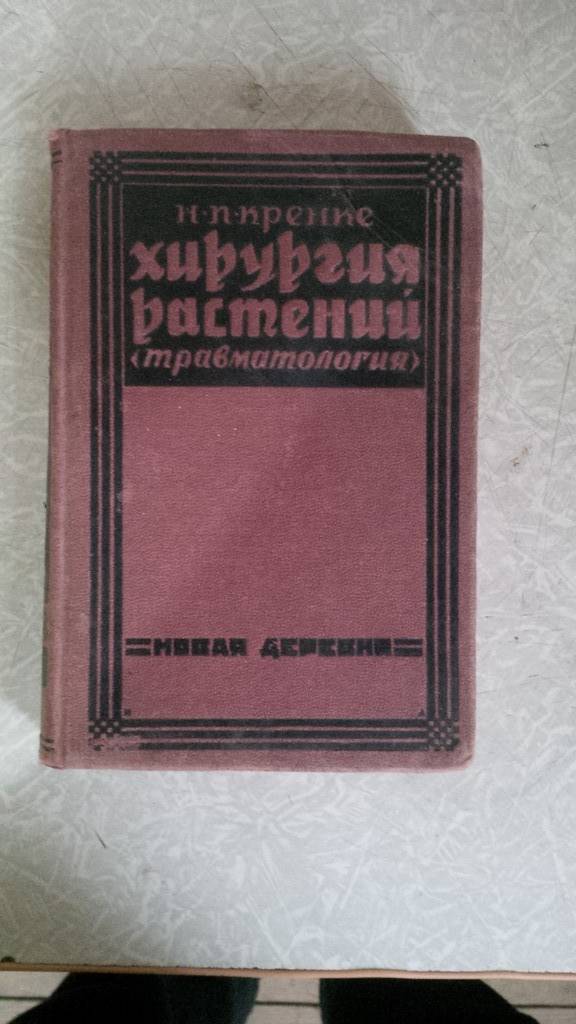 Н·П·Кренке
хирургия
растений
(травматология)
НОВАЯ ДЕРЕВНЯ